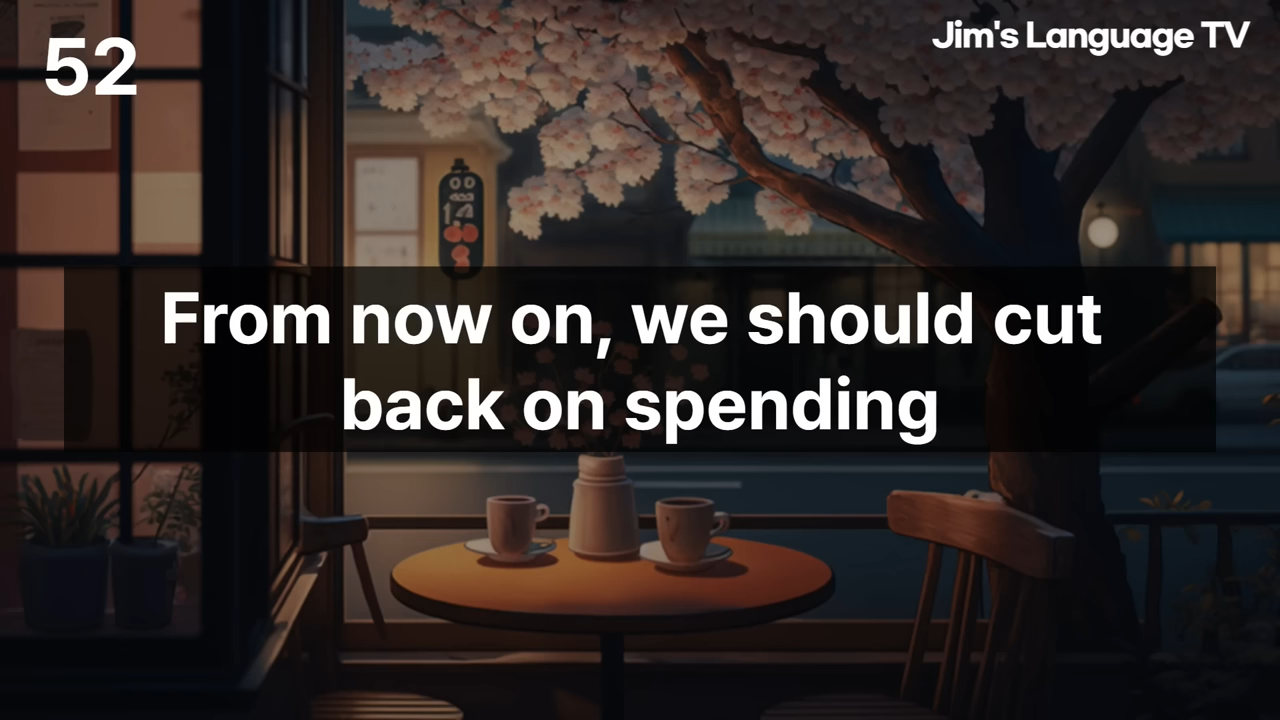 52
Jim's Language TV
From now on, we should cut
back on spending